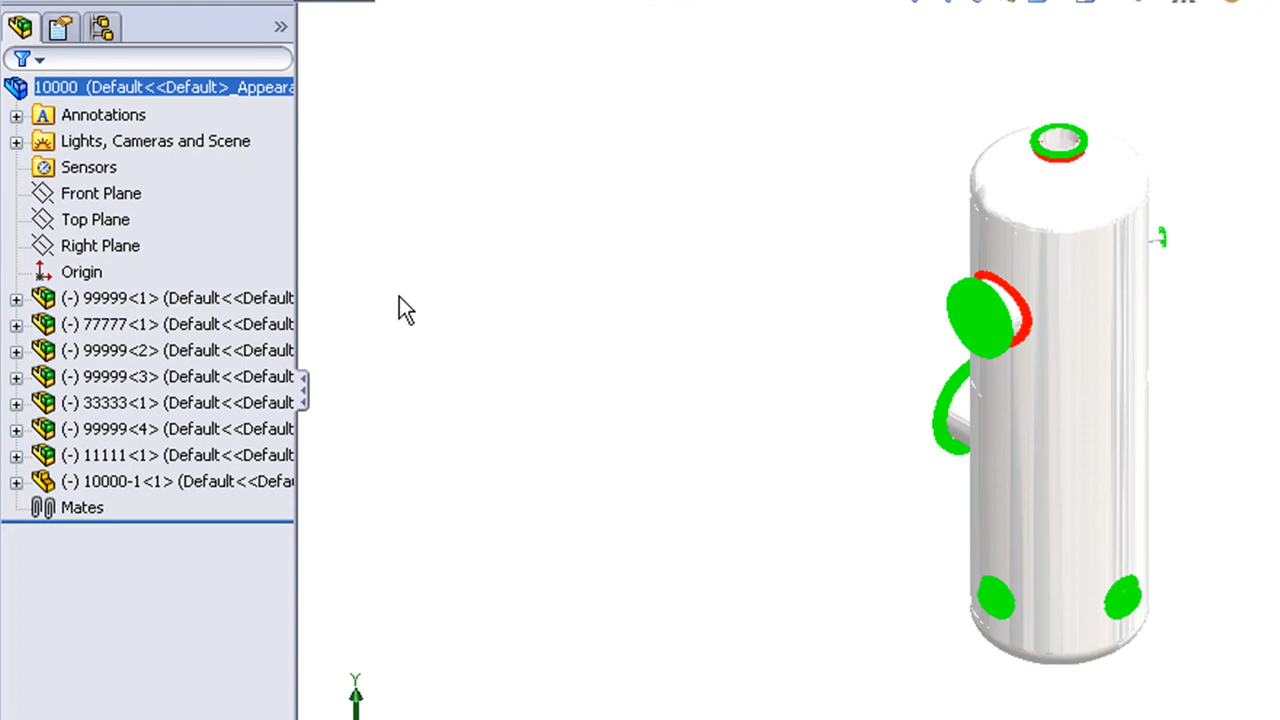 »
10000 (Default<<Default>_Appeara
A Annotations
Lights, Cameras and Scene
Sensors
Front Plane
Top Plane
Right Plane
Origin
(-) 99999<1> (Default<<Default
(-) 77777<1> (Default<<Default
(-) 99999<2> (Default<<Default
(-) 99999<3> (Default<<Default
(-) 33333<1> (Default<<Default
(-) 99999<4> (Default<<Default
(-) 11111<1> (Default<<Default
(-) 10000-1<1> (Default<<Defau
Mates
Y